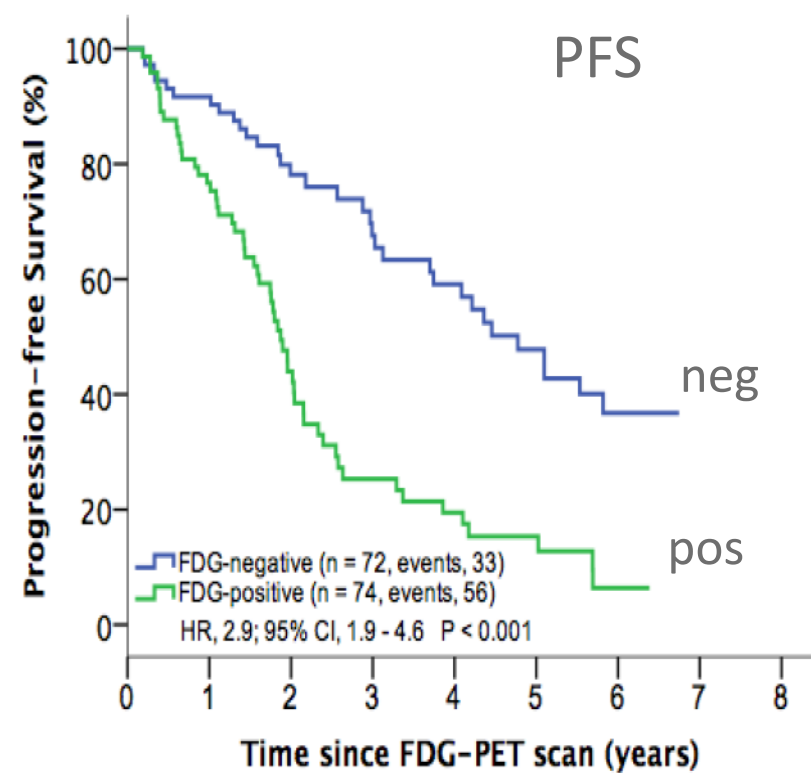 PFS
Progression-free Survival (%)
100
80
60
40
20
0
neg
pos
FDG-negative (n = 72, events, 33)
FDG-positive (n = 74, events, 56)
HR, 2.9; 95% CI, 1.9 - 4.6 P < 0.001
0 1 2 3 4 5 6 7 8
Time since FDG-PET scan (years)